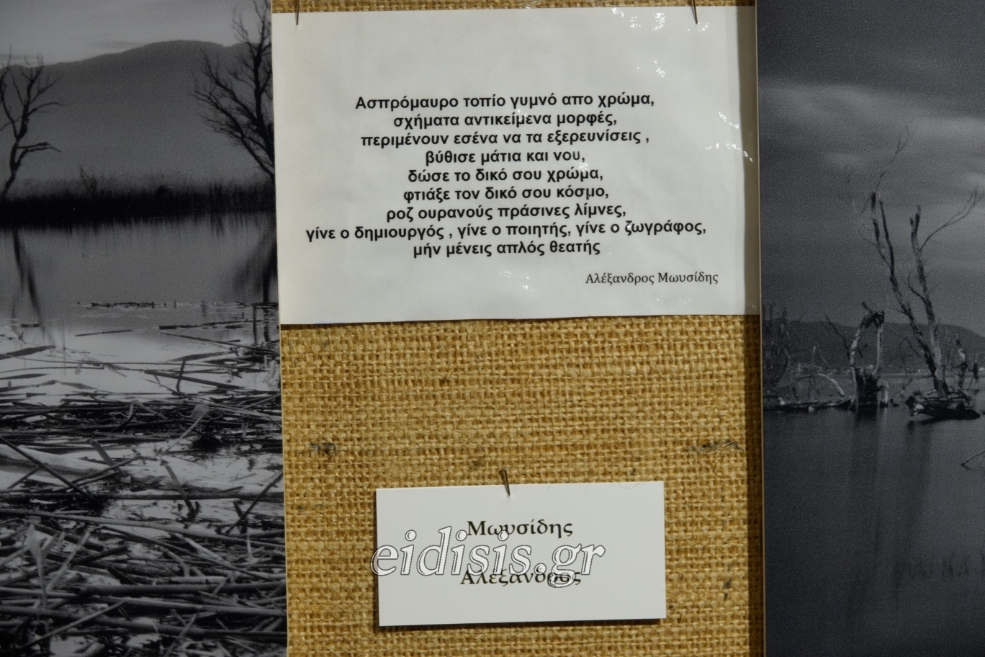 Ασπρόμαυρο τοπίο γυμνό απο χρώμα,
σχήματα αντικείμενα μορφές,
περιμένουν εσένα να τα εξερευνίσεις ,
βύθισε μάτια και νου,
δώσε το δικό σου χρώμα,
φτιάξε τον δικό σου κόσμο,
ροζ ουρανούς πράσινες λίμνες,
γίνε ο δημιουργός , γίνε ο ποιητής, γίνε ο ζωγράφος,
μήν μένεις απλός θεατής
Αλέξανδρος Μωυσίδης
Μωυσίδης
eidisis.gr
Αλέξανδρος